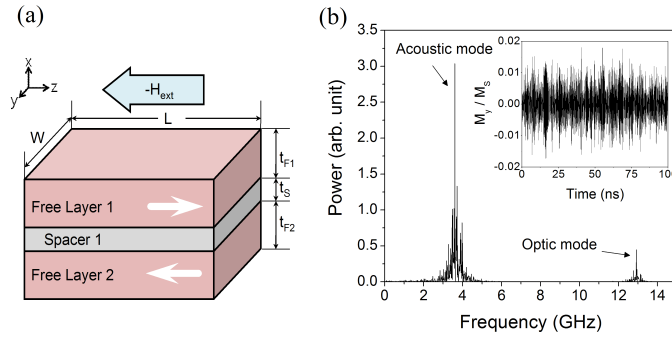 (a)
x
z
y
-Hext
L
W
tF1
tS
tF2
Free Layer 1
Spacer 1
Free Layer 2
(b)
Power (arb. unit)
3.5
3.0
2.5
2.0
1.5
1.0
0.5
0.0
0 2 4 6 8 10 12 14
Frequency (GHz)
Acoustic mode
Optic mode
My / MS
0.02
0.01
0.00
-0.01
-0.02
0 25 50 75 100
Time (ns)